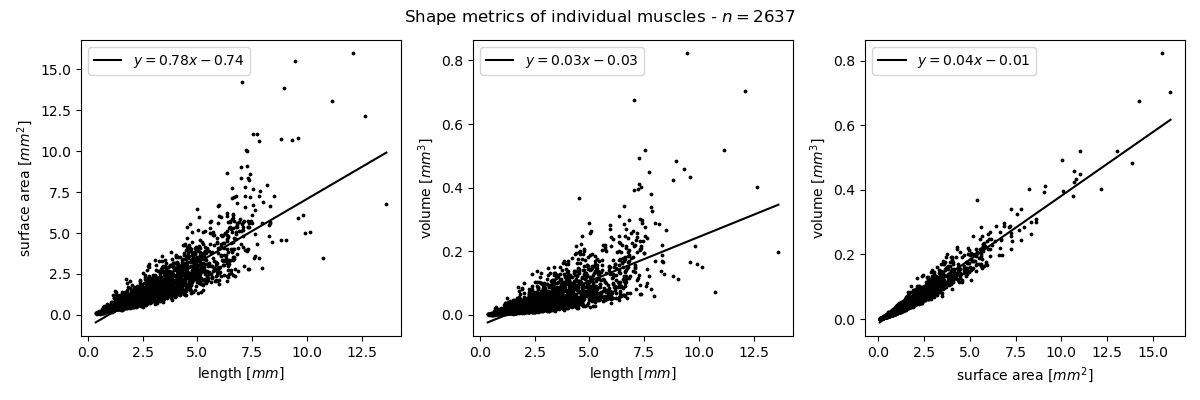 Shape metrics of individual muscles - n = 2637
y = 0.78x − 0.74
15.0
12.5
10.0
7.5
5.0
2.5
0.0
surface area [mm²]
0.0 2.5 5.0 7.5 10.0 12.5
length [mm]
y = 0.03x − 0.03
0.8
0.6
0.4
0.2
0.0
volume [mm³]
0.0 2.5 5.0 7.5 10.0 12.5
length [mm]
y = 0.04x − 0.01
0.8
0.6
0.4
0.2
0.0
volume [mm³]
0.0 2.5 5.0 7.5 10.0 12.5 15.0
surface area [mm²]